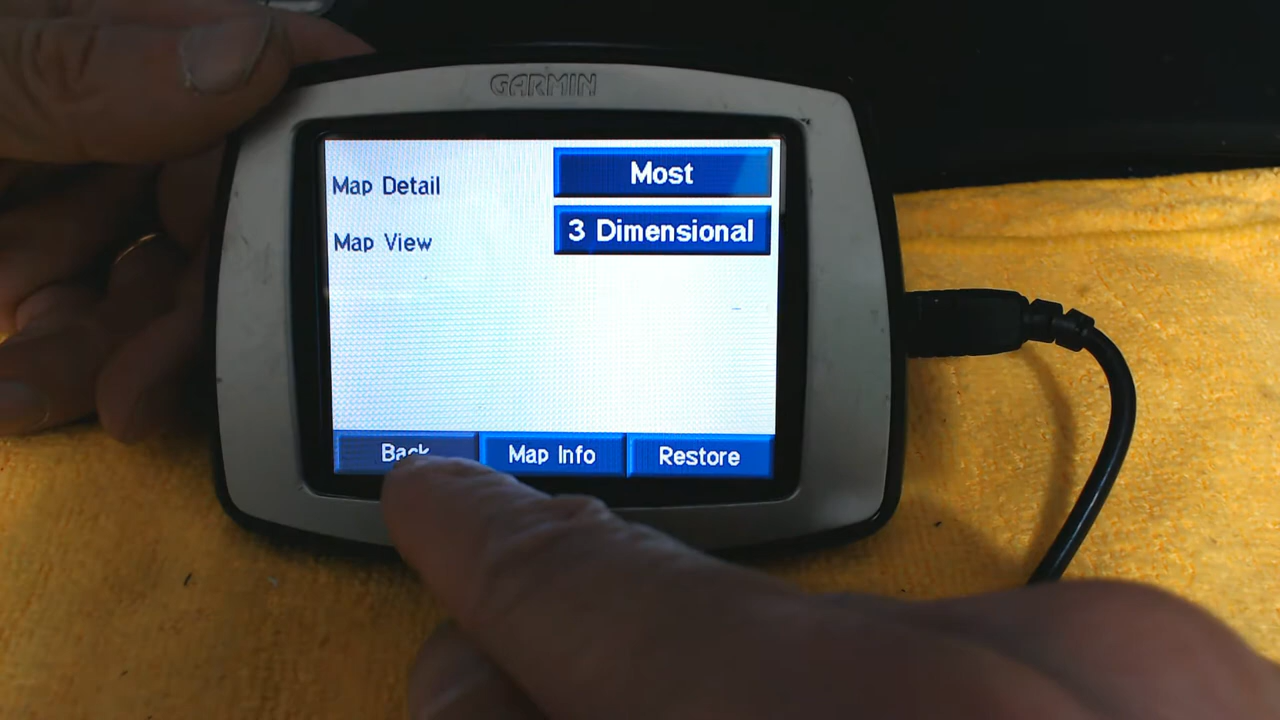 GARMIN
Map Detail Most
Map View 3 Dimensional
Back Map Info Restore